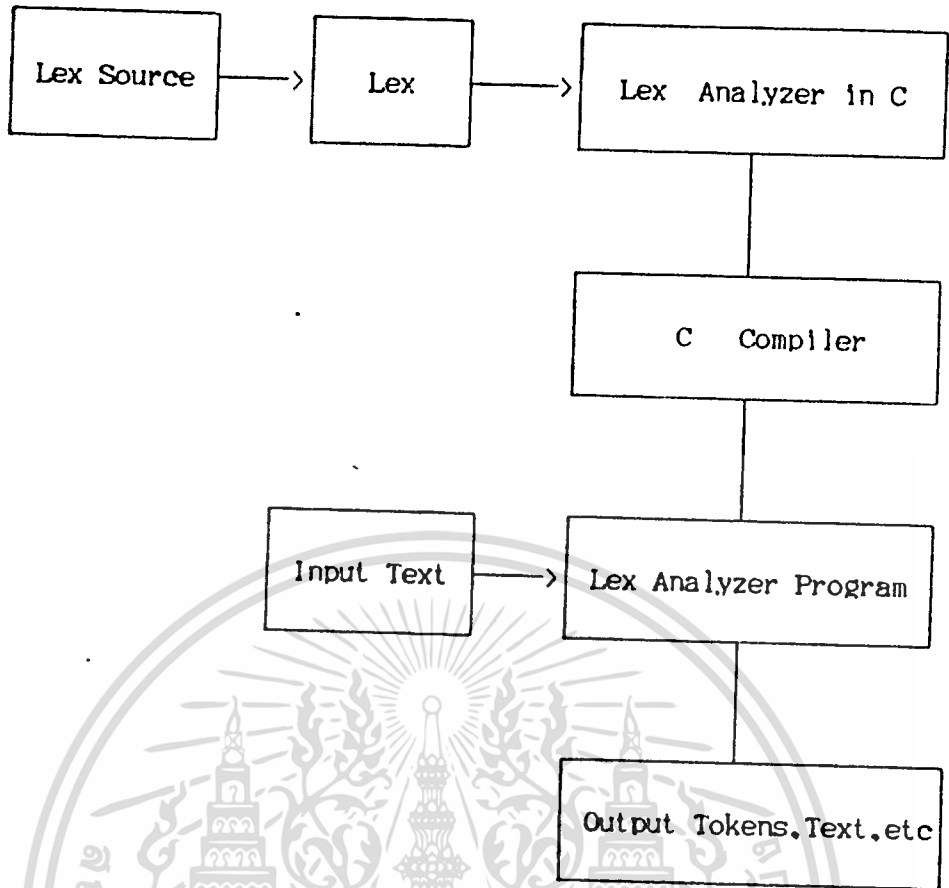 Lex Source
Lex
Lex Analyzer in C
C Compiler
Input Text
Lex Analyzer Program
Output Tokens,Text,etc